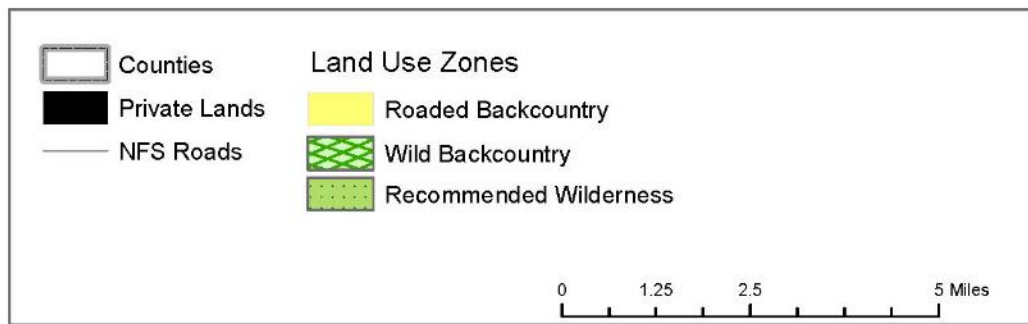 Counties
Private Lands
NFS Roads
Land Use Zones
Roaded Backcountry
Wild Backcountry
Recommended Wilderness
0 1.25 2.5 5 Miles